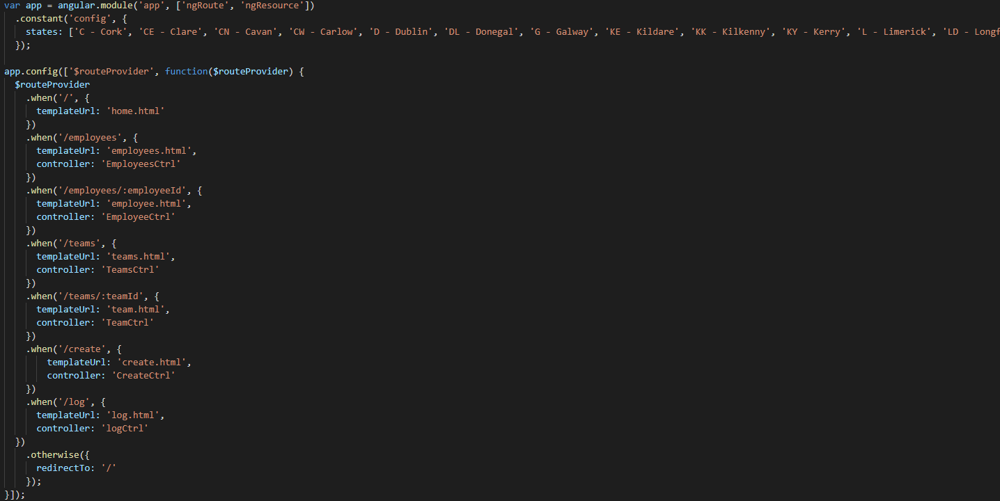 var app = angular.module('app', ['ngRoute', 'ngResource'])
  .constant('config', {
    states: ['C - Cork', 'CE - Clare', 'CN - Cavan', 'CW - Carlow', 'D - Dublin', 'DL - Donegal', 'G - Galway', 'KE - Kildare', 'KK - Kilkenny', 'KY - Kerry', 'L - Limerick', 'LD - Longf
  });

app.config(['$routeProvider', function($routeProvider) {
  $routeProvider
    .when('/', {
      templateUrl: 'home.html'
    })
    .when('/employees', {
      templateUrl: 'employees.html',
      controller: 'EmployeesCtrl'
    })
    .when('/employees/:employeeId', {
      templateUrl: 'employee.html',
      controller: 'EmployeeCtrl'
    })
    .when('/teams', {
      templateUrl: 'teams.html',
      controller: 'TeamsCtrl'
    })
    .when('/teams/:teamId', {
      templateUrl: 'team.html',
      controller: 'TeamCtrl'
    })
    .when('/create', {
        templateUrl: 'create.html',
        controller: 'CreateCtrl'
    })
    .when('/log', {
      templateUrl: 'log.html',
      controller: 'logCtrl'
  })
    .otherwise({
      redirectTo: '/'
    });
}]);